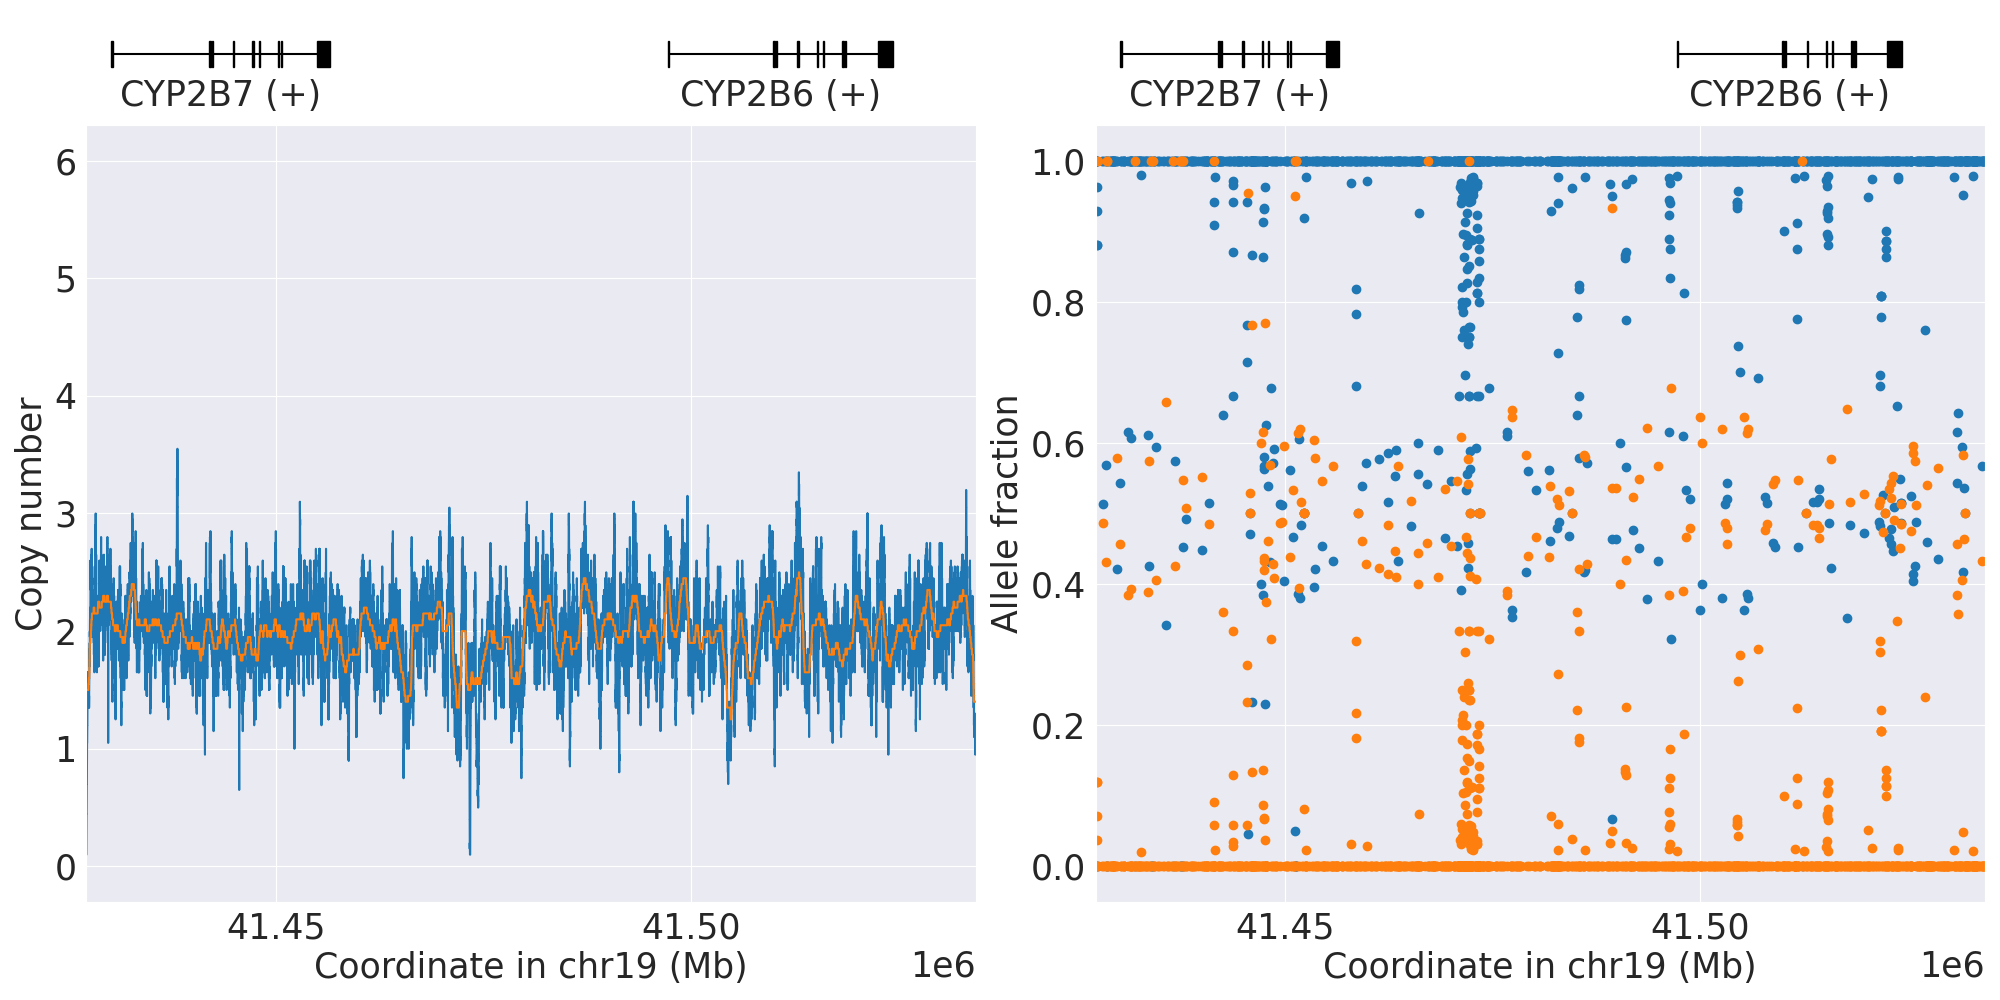 CYP2B7 (+) CYP2B6 (+)
6
5
4
3
2
1
0
Copy number
41.45 41.50
Coordinate in chr19 (Mb) 1e6
CYP2B7 (+) CYP2B6 (+)
1.0
0.8
0.6
0.4
0.2
0.0
Allele fraction
41.45 41.50
Coordinate in chr19 (Mb) 1e6